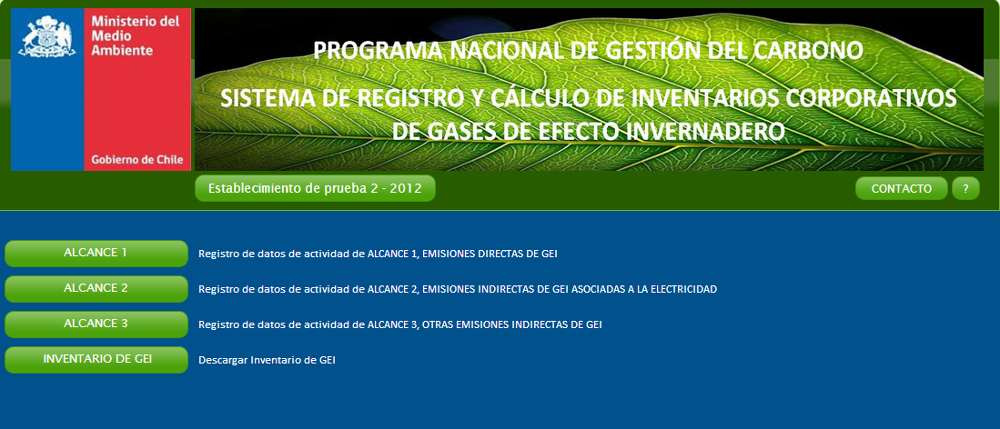 Ministerio del
Medio
Ambiente
Gobierno de Chile
PROGRAMA NACIONAL DE GESTIÓN DEL CARBONO
SISTEMA DE REGISTRO Y CÁLCULO DE INVENTARIOS CORPORATIVOS
DE GASES DE EFECTO INVERNADERO
Establecimiento de prueba 2 - 2012
CONTACTO
?
ALCANCE 1
Registro de datos de actividad de ALCANCE 1, EMISIONES DIRECTAS DE GEI
ALCANCE 2
Registro de datos de actividad de ALCANCE 2, EMISIONES INDIRECTAS DE GEI ASOCIADAS A LA ELECTRICIDAD
ALCANCE 3
Registro de datos de actividad de ALCANCE 3, OTRAS EMISIONES INDIRECTAS DE GEI
INVENTARIO DE GEI
Descargar Inventario de GEI